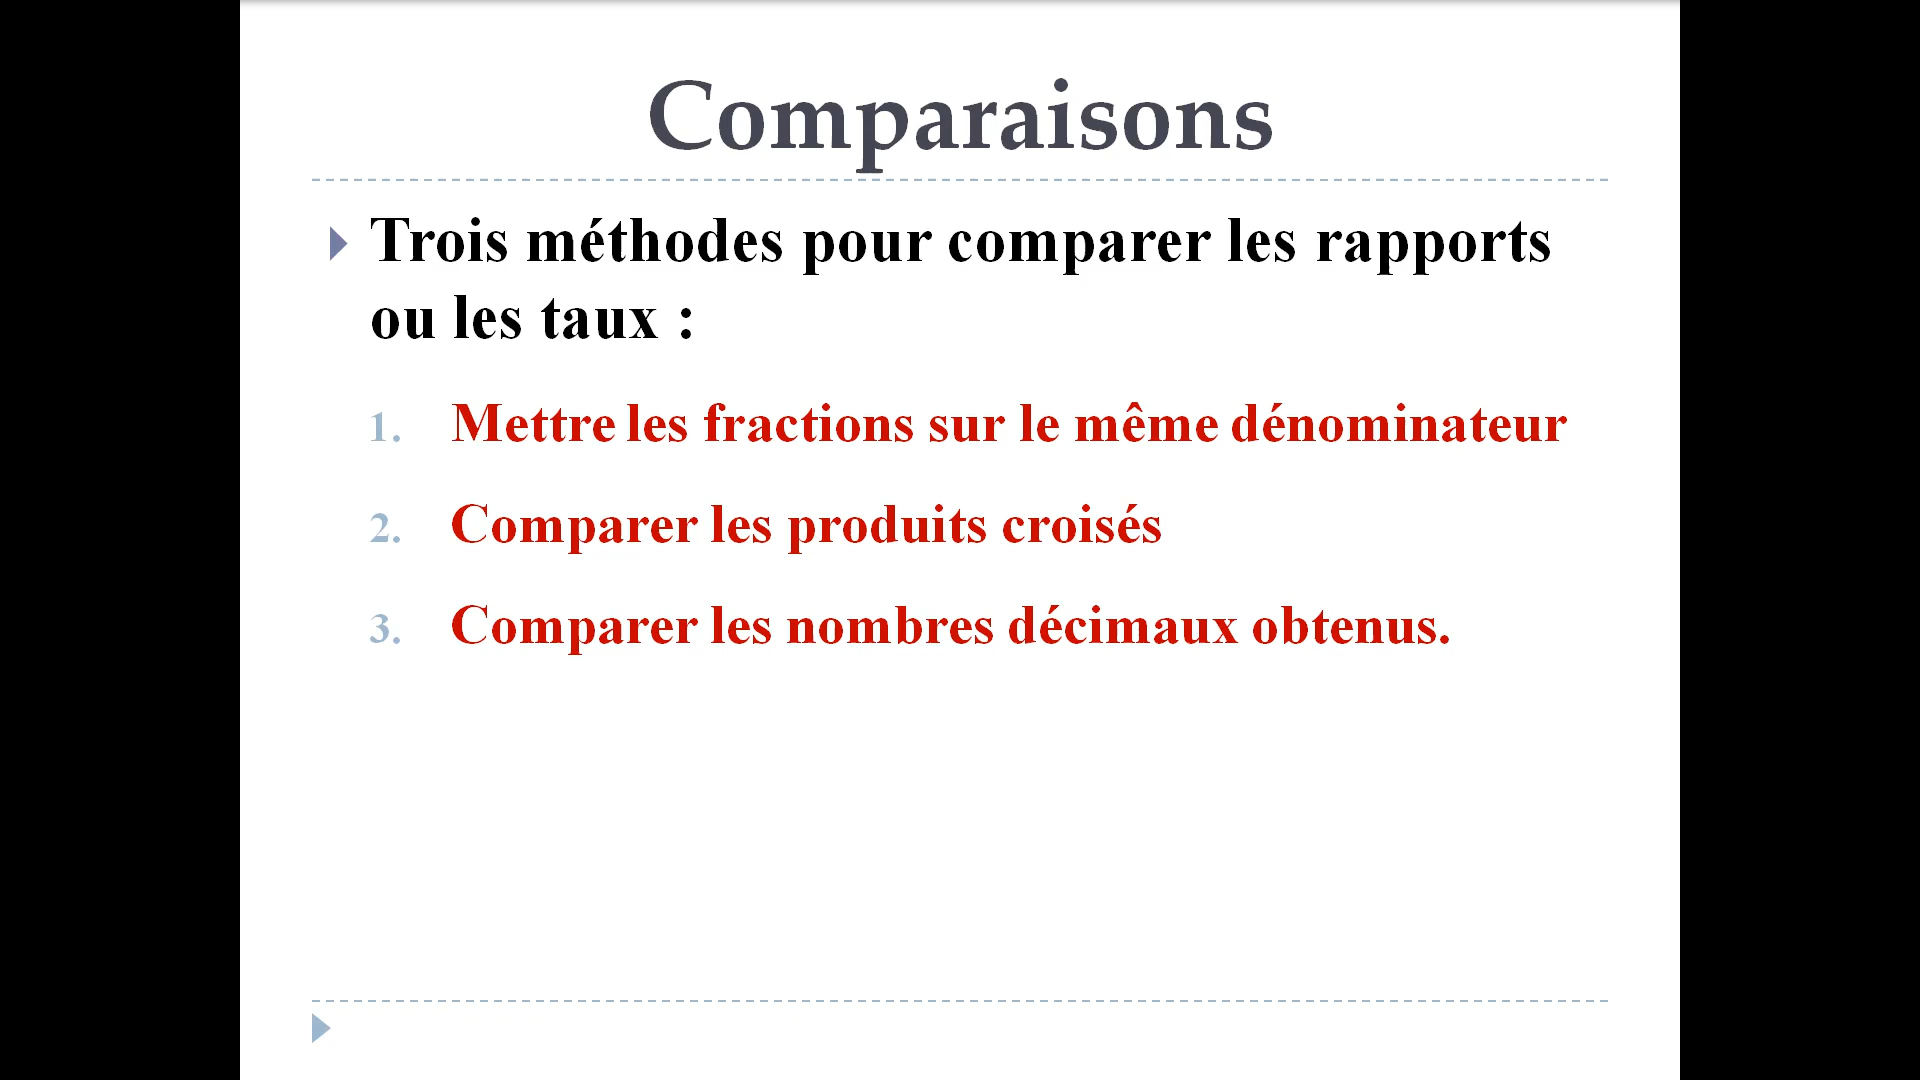 Comparaisons
Trois méthodes pour comparer les rapports
ou les taux :
1. Mettre les fractions sur le même dénominateur
2. Comparer les produits croisés
3. Comparer les nombres décimaux obtenus.